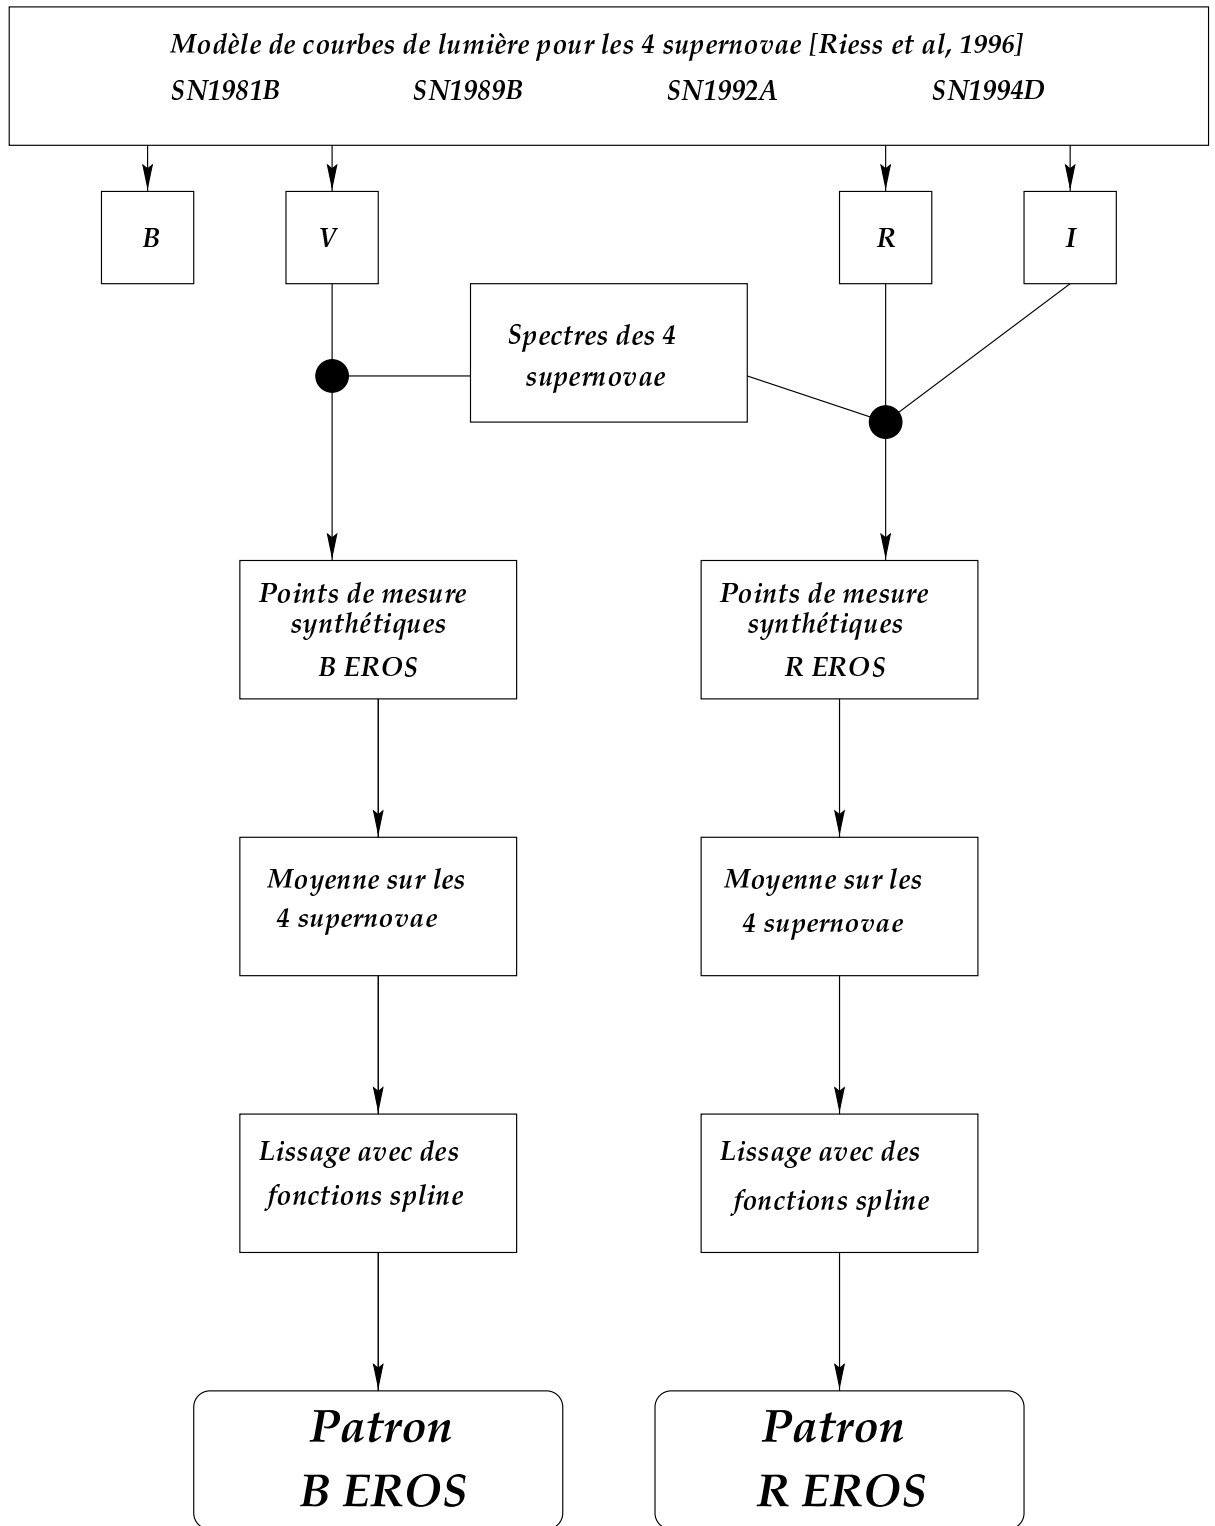 Modèle de courbes de lumière pour les 4 supernovae [Riess et al, 1996]
SN1981B SN1989B SN1992A SN1994D
B V R I
Spectres des 4
supernovae
Points de mesure
synthétiques
B EROS
Points de mesure
synthétiques
R EROS
Moyenne sur les
4 supernovae
Moyenne sur les
4 supernovae
Lissage avec des
fonctions spline
Lissage avec des
fonctions spline
Patron
B EROS
Patron
R EROS